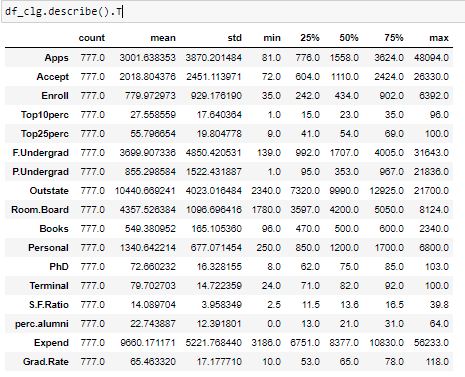 df_clg.describe().T
count mean std min 25% 50% 75% max
Apps 777.0 3001.638353 3870.201484 81.0 776.0 1558.0 3624.0 48094.0
Accept 777.0 2018.804376 2451.113971 72.0 604.0 1110.0 2424.0 26330.0
Enroll 777.0 779.972973 929.176190 35.0 242.0 434.0 902.0 6392.0
Top10perc 777.0 27.558559 17.640364 1.0 15.0 23.0 35.0 96.0
Top25perc 777.0 55.796654 19.804778 9.0 41.0 54.0 69.0 100.0
F.Undergrad 777.0 3699.907336 4850.420531 139.0 992.0 1707.0 4005.0 31643.0
P.Undergrad 777.0 855.298584 1522.431887 1.0 95.0 353.0 967.0 21836.0
Outstate 777.0 10440.669241 4023.016484 2340.0 7320.0 9990.0 12925.0 21700.0
Room.Board 777.0 4357.526384 1096.696416 1780.0 3597.0 4200.0 5050.0 8124.0
Books 777.0 549.380952 165.105360 96.0 470.0 500.0 600.0 2340.0
Personal 777.0 1340.642214 677.071454 250.0 850.0 1200.0 1700.0 6800.0
PhD 777.0 72.660232 16.328155 8.0 62.0 75.0 85.0 103.0
Terminal 777.0 79.702703 14.722359 24.0 71.0 82.0 92.0 100.0
S.F.Ratio 777.0 14.089704 3.958349 2.5 11.5 13.6 16.5 39.8
perc.alumni 777.0 22.743887 12.391801 0.0 13.0 21.0 31.0 64.0
Expend 777.0 9660.171171 5221.768440 3186.0 6751.0 8377.0 10830.0 56233.0
Grad.Rate 777.0 65.463320 17.177710 10.0 53.0 65.0 78.0 118.0